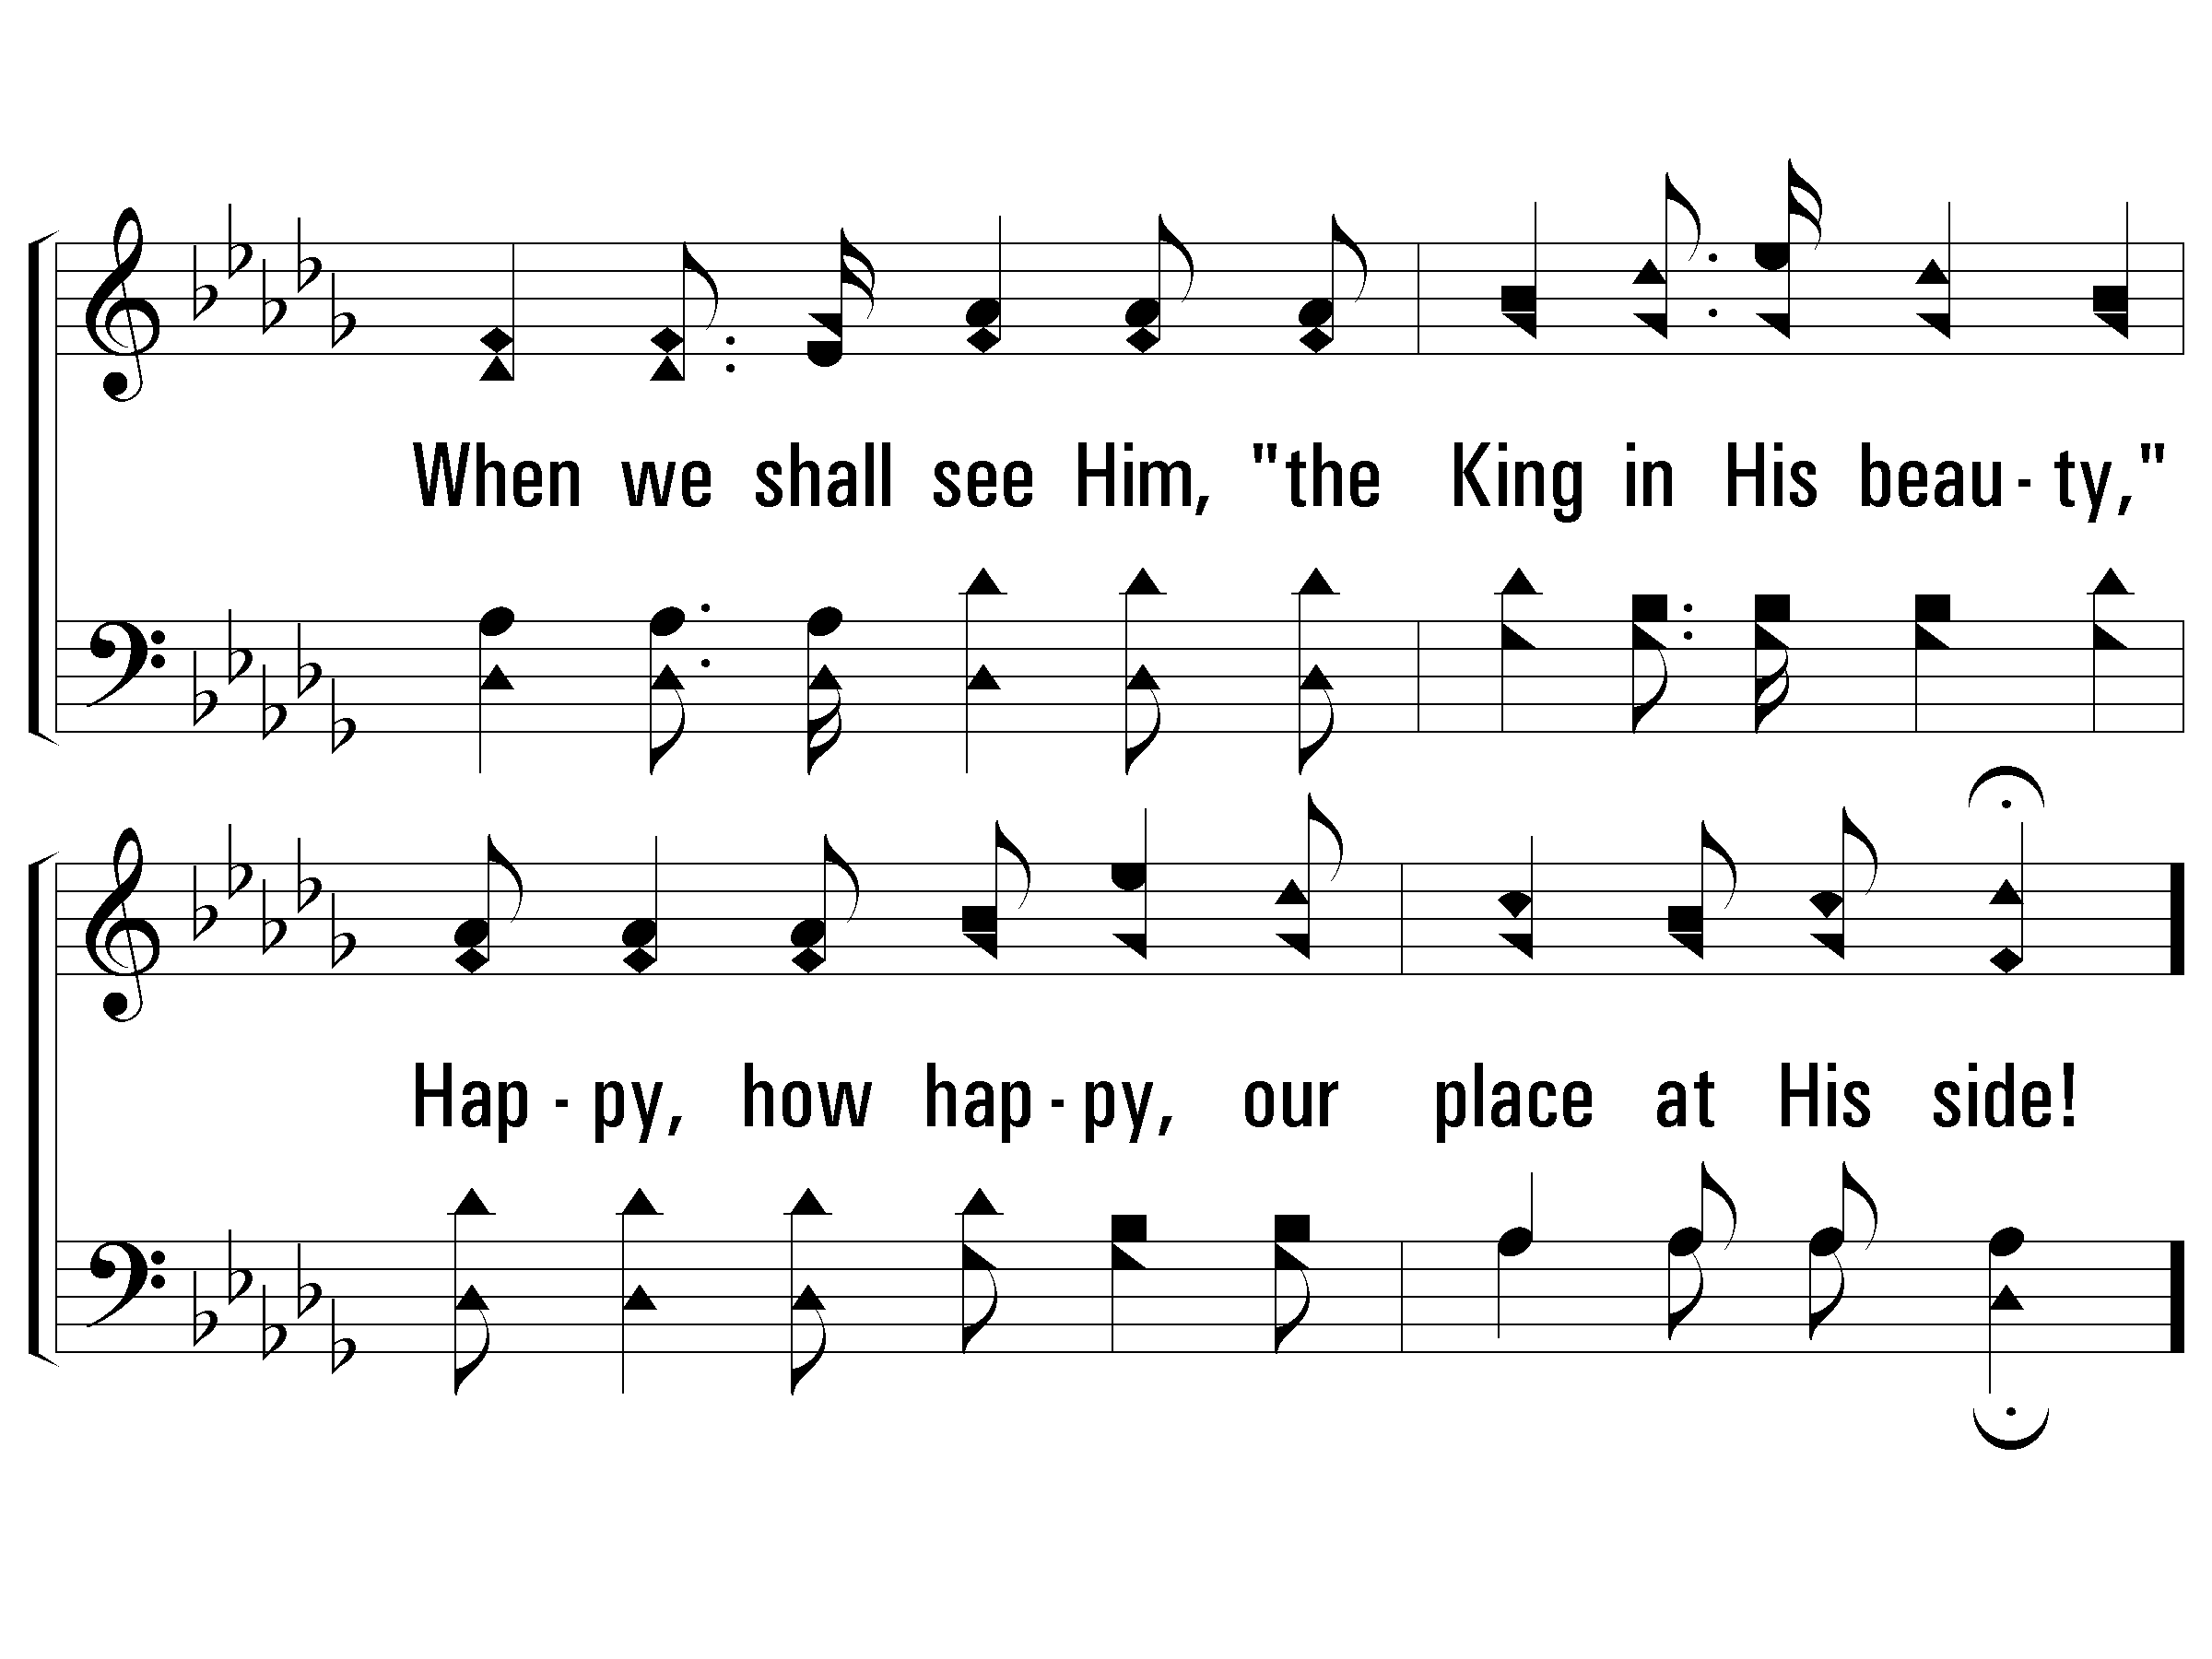 When we shall see Him, "the King in His beau - ty,"
Hap - py, how hap - py, our place at His side!